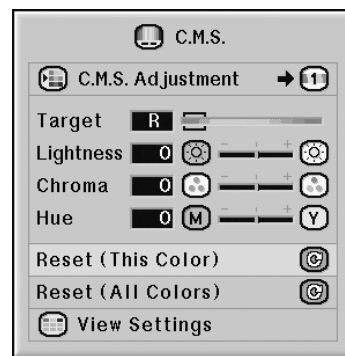 C.M.S.
C.M.S. Adjustment 1
Target R
Lightness 0 - +
Chroma 0 - +
Hue 0 M - + Y
Reset (This Color)
Reset (All Colors)
View Settings